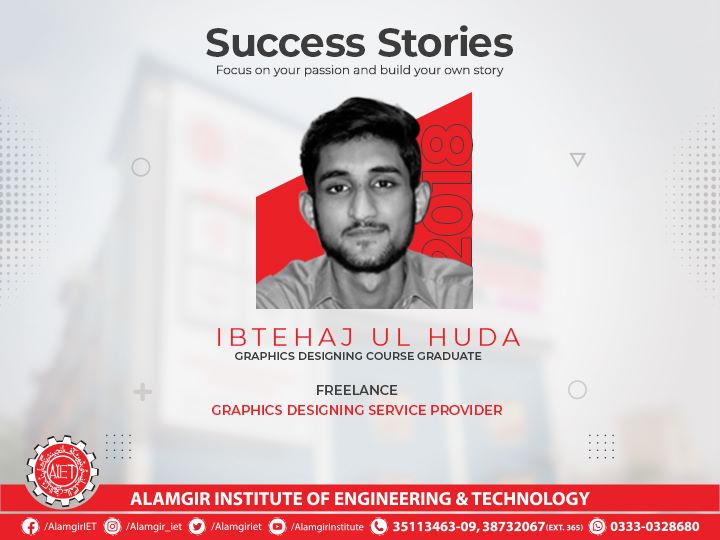 Success Stories
Focus on your passion and build your own story
2018
IBTEHAJ UL HUDA
GRAPHICS DESIGNING COURSE GRADUATE
FREELANCE
GRAPHICS DESIGNING SERVICE PROVIDER
AIET
ALAMGIR INSTITUTE OF ENGINEERING & TECHNOLOGY
/AlamgirIET /Alamgir_iet /Alamgiriet /AlamgirInstitute 35113463-09, 38732067(EXT. 365) 0333-0328680